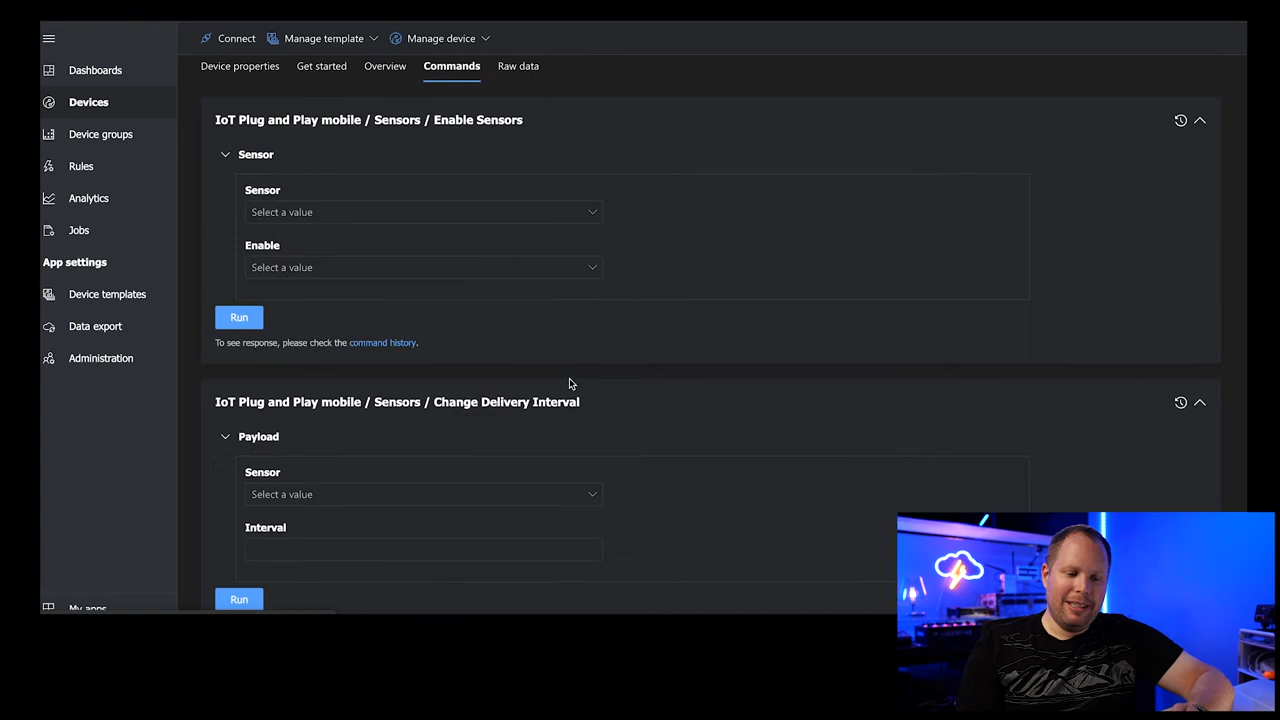 Connect
Manage template
Manage device
Dashboards
Devices
Device groups
Rules
Analytics
Jobs
App settings
Device templates
Data export
Administration
My apps
Device properties
Get started
Overview
Commands
Raw data
IoT Plug and Play mobile / Sensors / Enable Sensors
Sensor
Sensor
Select a value
Enable
Select a value
Run
To see response, please check the command history.
IoT Plug and Play mobile / Sensors / Change Delivery Interval
Payload
Sensor
Select a value
Interval
Run